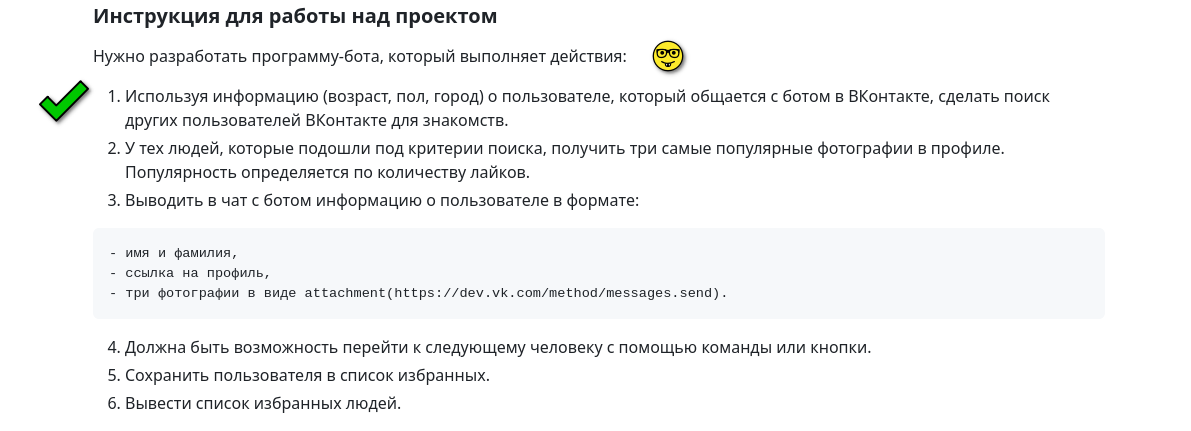 Инструкция для работы над проектом
Нужно разработать программу-бота, который выполняет действия:
1. Используя информацию (возраст, пол, город) о пользователе, который общается с ботом в ВКонтакте, сделать поиск
других пользователей ВКонтакте для знакомств.
2. У тех людей, которые подошли под критерии поиска, получить три самые популярные фотографии в профиле.
Популярность определяется по количеству лайков.
3. Выводить в чат с ботом информацию о пользователе в формате:
- имя и фамилия,
- ссылка на профиль,
- три фотографии в виде attachment(https://dev.vk.com/method/messages.send).
4. Должна быть возможность перейти к следующему человеку с помощью команды или кнопки.
5. Сохранить пользователя в список избранных.
6. Вывести список избранных людей.